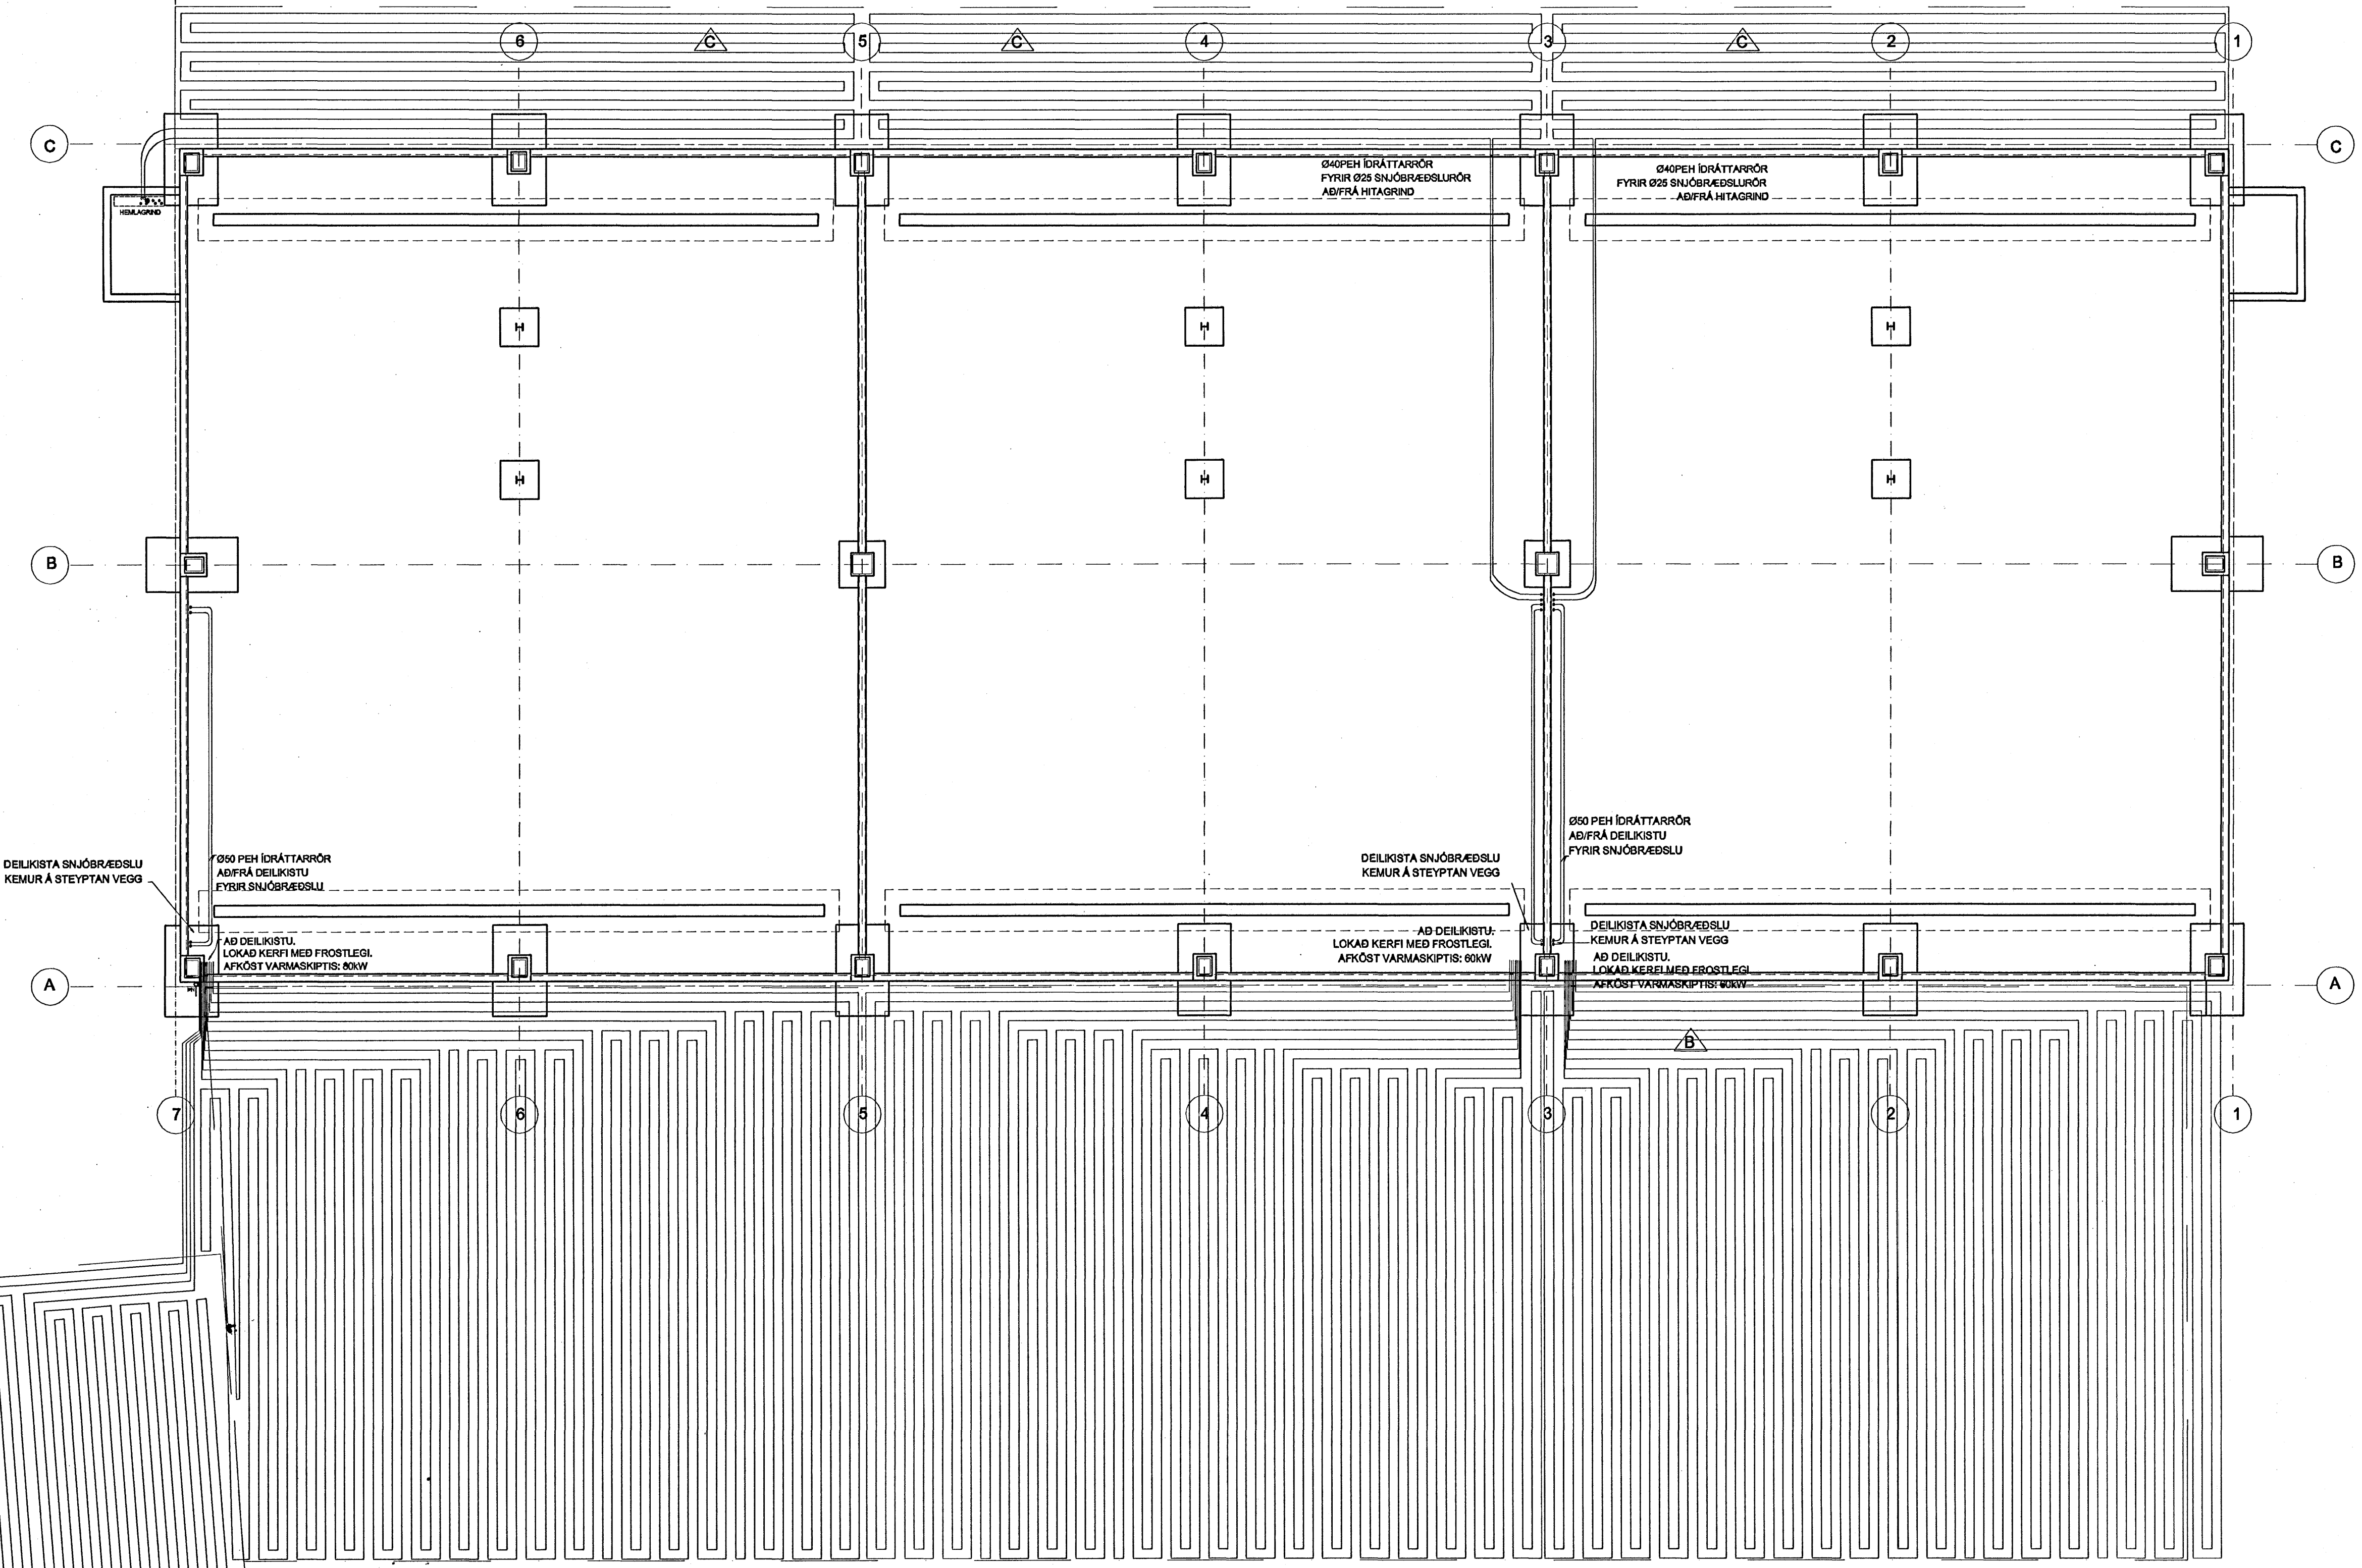 6
C
5
C
4
3
C
2
1
C
C
HEMLAGRIND
Ø40PEH ÍDRÁTTARRÖR
FYRIR Ø25 SNJÓBRÆÐSLURÖR
AÐ/FRÁ HITAGRIND
Ø40PEH ÍDRÁTTARRÖR
FYRIR Ø25 SNJÓBRÆÐSLURÖR
AÐ/FRÁ HITAGRIND
H
H
H
H
H
H
B
B
DEILIKISTA SNJÓBRÆÐSLU
KEMUR Á STEYPTAN VEGG
Ø50 PEH ÍDRÁTTARRÖR
AÐ/FRÁ DEILIKISTU
FYRIR SNJÓBRÆÐSLU
DEILIKISTA SNJÓBRÆÐSLU
KEMUR Á STEYPTAN VEGG
Ø50 PEH ÍDRÁTTARRÖR
AÐ/FRÁ DEILIKISTU
FYRIR SNJÓBRÆÐSLU
AÐ DEILIKISTU.
LOKAÐ KERFI MEÐ FROSTLEGI.
AFKÖST VARMASKIPTIS:
AÐ DEILIKISTU.
LOKAÐ KERFI MEÐ FROSTLEGI.
AFKÖST VARMASKIPTIS: 60kW
DEILIKISTA SNJÓBRÆÐSLU
KEMUR Á STEYPTAN VEGG
AÐ DEILIKISTU.
LOKAÐ KERFI MEÐ FROSTLEGI
AFKÖST VARMASKIPTIS: 60kW
A
A
B
7
6
5
4
3
2
1